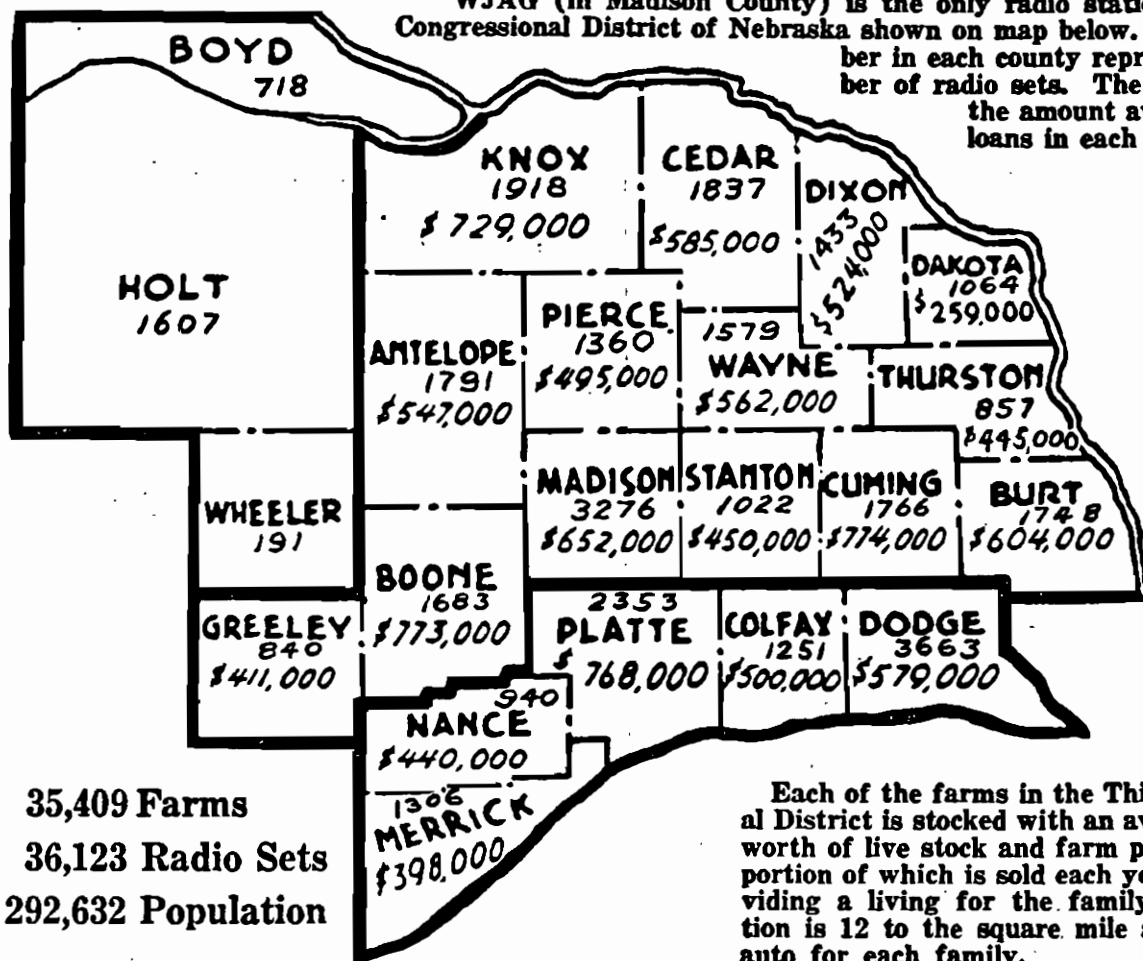 WJAG (in Madison County) is the only radio
Congressional District of Nebraska shown on map below.
ber in each county
ber of radio sets. The
the amount
loans in each
BOYD
718
KNOX
1918
$729,000
CEDAR
1837
$585,000
DIXON
1433
$524,000
DAKOTA
1064
$259,000
HOLT
1607
ANTELOPE
1791
$547,000
PIERCE
1360
$495,000
1579
WAYNE
$562,000
THURSTON
857
$445,000
WHEELER
191
MADISON
3276
$652,000
STANTON
1022
$450,000
CUMING
1766
$774,000
BURT
1748
$604,000
BOONE
1683
$773,000
GREELEY
840
$411,000
2353
PLATTE
$
768,000
COLFAX
1251
$500,000
DODGE
3663
$579,000
940
NANCE
$440,000
1306
MERRICK
$398,000
35,409 Farms
36,123 Radio Sets
292,632 Population
Each of the farms in the
al District is stocked with an
worth of live stock and farm
portion of which is sold each
viding a living for the family
tion is 12 to the square mile
auto for each family.